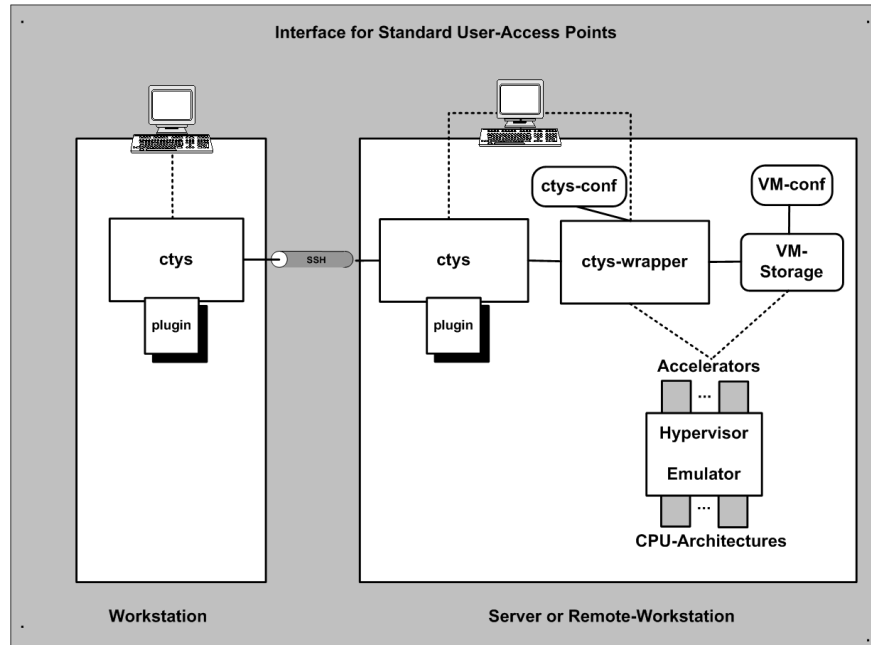 Interface for Standard User-Access Points
ctys
plugin
SSH
ctys
plugin
ctys-conf
ctys-wrapper
VM-conf
VM-
Storage
Accelerators
...
Hypervisor
Emulator
...
CPU-Architectures
Workstation
Server or Remote-Workstation